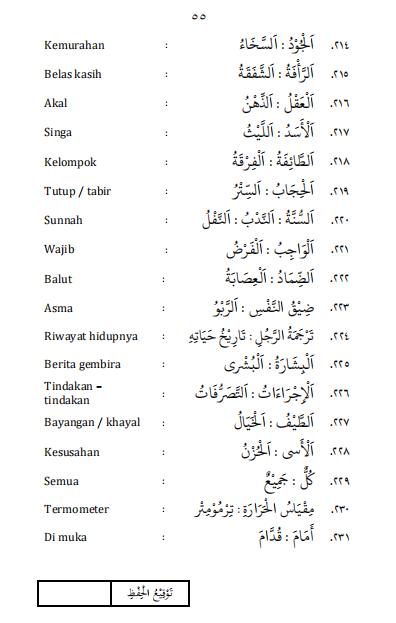 ٥٥
٢١٤. اَلْجُوْدُ : اَلسَّخَاءُ : Kemurahan
٢١٥. اَلرَّأْفَةُ : اَلشَّفَقَةُ : Belas kasih
٢١٦. اَلْعَقْلُ : اَلذِّهْنُ : Akal
٢١٧. اَلْأَسَدُ : اَللَّيْثُ : Singa
٢١٨. اَلطَّائِفَةُ : اَلْفِرْقَةُ : Kelompok
٢١٩. اَلْحِجَابُ : اَلسِّتْرُ : Tutup / tabir
٢٢٠. اَلسُّنَّةُ : اَلنَّدْبُ : اَلنَّفْلُ : Sunnah
٢٢١. اَلْوَاجِبُ : اَلْفَرْضُ : Wajib
٢٢٢. اَلضِّمَادُ : اَلْعِصَابَةُ : Balut
٢٢٣. ضِيْقُ النَّفْسِ : اَلرَّبْوُ : Asma
٢٢٤. تَرْجَمَةُ الرَّجُلِ : تَارِيْخُ حَيَاتِهِ : Riwayat hidupnya
٢٢٥. اَلْبِشَارَةُ : اَلْبُشْرى : Berita gembira
٢٢٦. اَلْإِجْرَاءَاتُ : اَلتَّصَرُّفَاتُ : Tindakan –
tindakan
٢٢٧. اَلطَّيْفُ : اَلْخَيَالُ : Bayangan / khayal
٢٢٨. اَلْأَسى : اَلْحُزْنُ : Kesusahan
٢٢٩. كُلٌّ : جَمِيْعٌ : Semua
٢٣٠. مِقْيَاسُ الْحَرَارَةِ : تِرْمُوْمِتْر : Termometer
٢٣١. أَمَامَ : قُدَّامَ : Di muka
تَوْقِيْعُ الْحِفْظِ